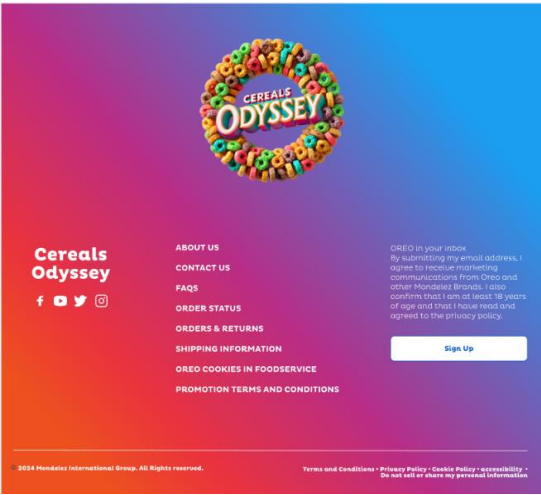 CEREALS
ODYSSEY
Cereals
Odyssey
ABOUT US
CONTACT US
FAQS
ORDER STATUS
ORDERS & RETURNS
SHIPPING INFORMATION
OREO COOKIES IN FOODSERVICE
PROMOTION TERMS AND CONDITIONS
OREO in your inbox
By submitting my email address, I
agree to receive marketing
communications from Oreo and
other Mondelez Brands. I also
confirm that I am at least 18 years
of age and that I have read and
agreed to the privacy policy.
Sign Up
© 2024 Mondelez International Group. All Rights reserved.
Terms and Conditions • Privacy Policy • Cookie Policy • accessibility •
Do not sell or share my personal information